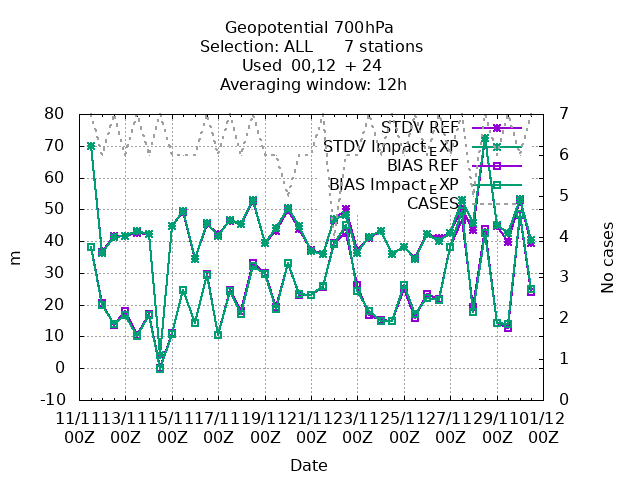 Geopotential 700hPa
Selection: ALL 7 stations
Used 00,12 + 24
Averaging window: 12h
80
70
60
50
40
30
20
10
0
-10
7
6
5
4
3
2
1
0
STDV REF
STDV Impact_EXP
BIAS REF
BIAS Impact_EXP
CASES
m
No cases
11/11 13/11 15/11 17/11 19/11 21/11 23/11 25/11 27/11 29/11 01/12
00Z 00Z 00Z 00Z 00Z 00Z 00Z 00Z 00Z 00Z 00Z
Date